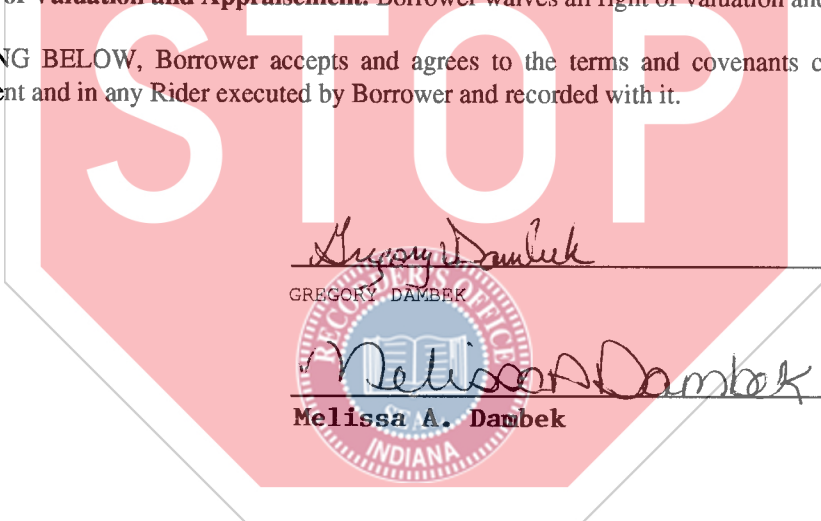 of Valuation and Appraisement. Borrower waives all right of valuation and
NG BELOW, Borrower accepts and agrees to the terms and covenants c
ent and in any Rider executed by Borrower and recorded with it.
STOP
Gregory Dambek
GREGORY DAMBEK
RECORDER'S OFFICE
Melissa A Dambek
SEAL
Melissa A. Dambek
INDIANA